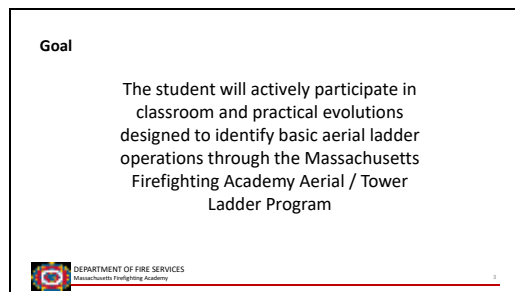 Goal
The student will actively participate in
classroom and practical evolutions
designed to identify basic aerial ladder
operations through the Massachusetts
Firefighting Academy Aerial / Tower
Ladder Program
DEPARTMENT OF FIRE SERVICES
Massachusetts Firefighting Academy
3